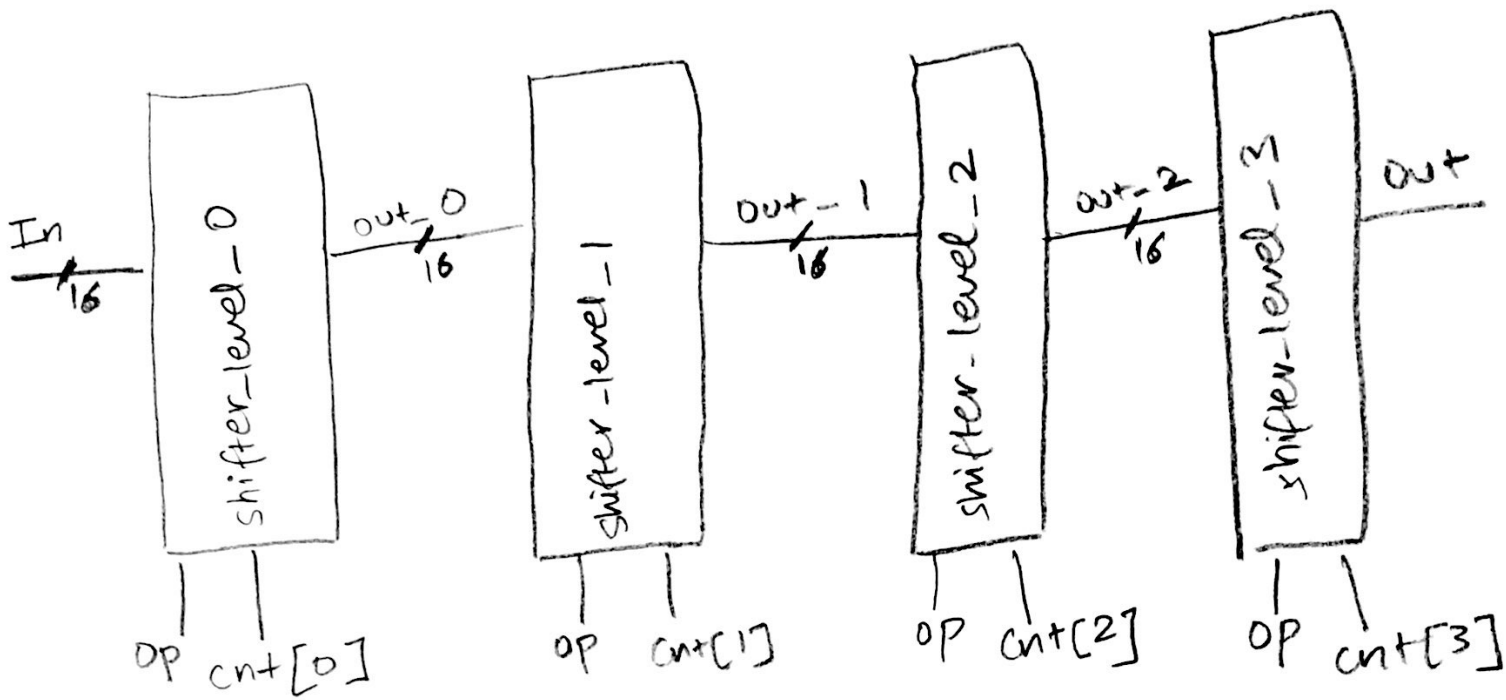 In
16
shifter_level_0
op
cnt[0]
out_0
16
shifter_level_1
op
cnt[1]
out_1
16
shifter_level_2
op
cnt[2]
out_2
16
shifter_level_3
op
cnt[3]
out